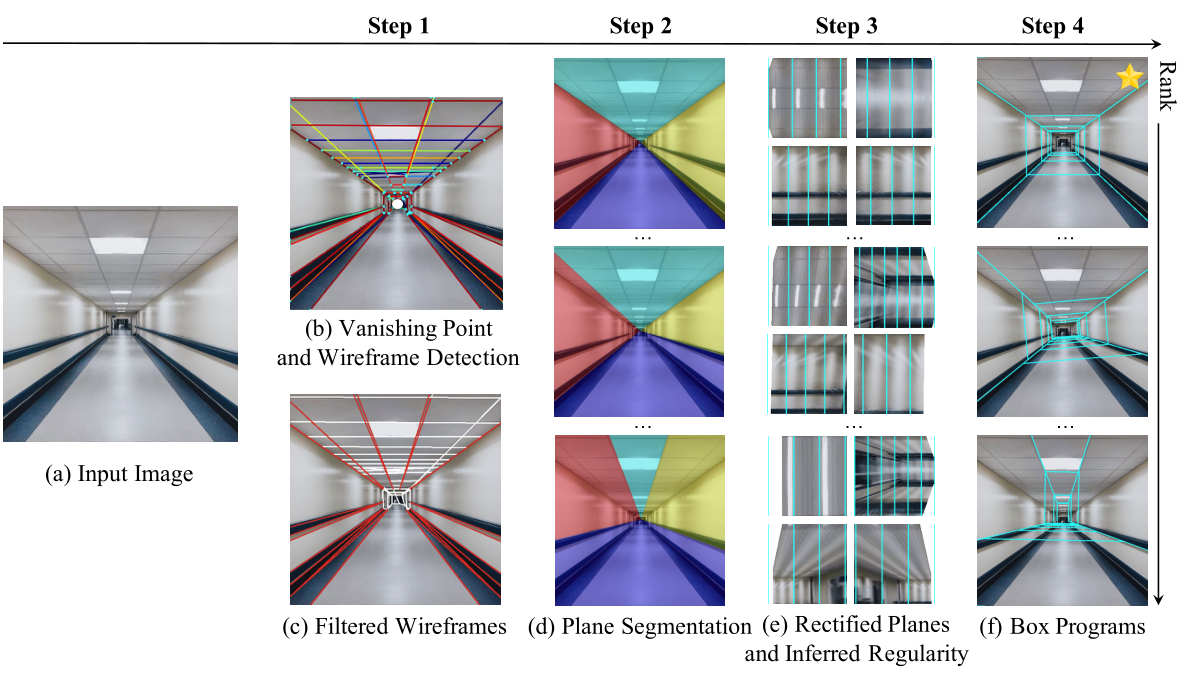 Step 1
Step 2
Step 3
Step 4
Rank
(a) Input Image
(b) Vanishing Point
and Wireframe Detection
(c) Filtered Wireframes
...
...
(d) Plane Segmentation
...
...
(e) Rectified Planes
and Inferred Regularity
...
...
(f) Box Programs